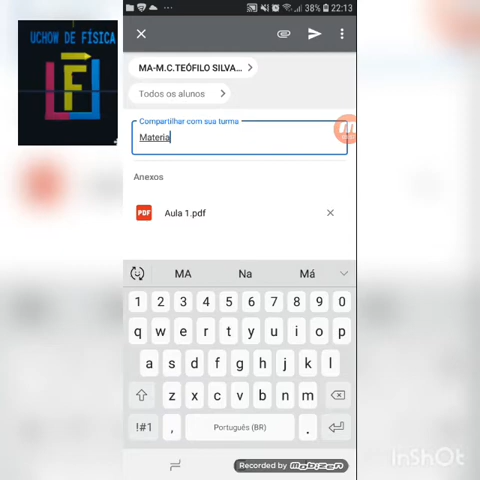 22:13
38%
UCHOW DE FÍSICA
F
MA-M.C.TEÓFILO SILVA...
Todos os alunos
Compartilhar com sua turma
Materia
Anexos
PDF
Aula 1.pdf
MA Na Má
1 2 3 4 5 6 7 8 9 0
q w e r t y u i o p
a s d f g h j k l
z x c v b n m
!#1 , Português (BR) .
Recorded by mobizen
InShOt